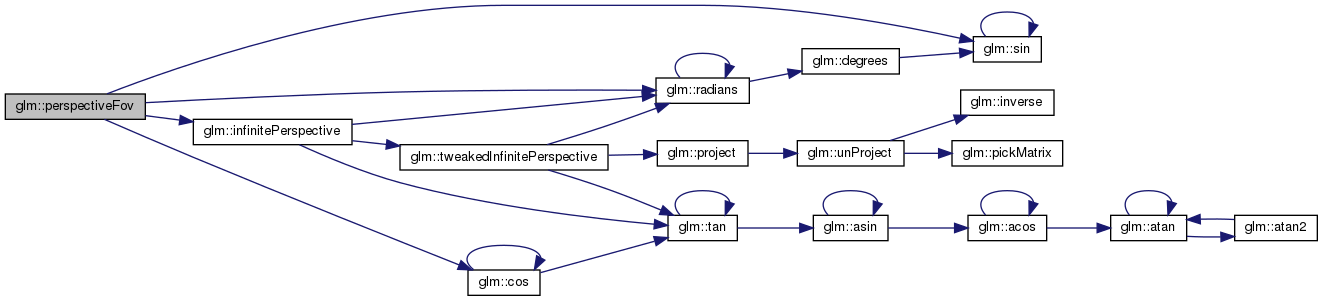 glm::perspectiveFov
glm::infinitePerspective
glm::cos
glm::tweakedInfinitePerspective
glm::radians
glm::project
glm::tan
glm::degrees
glm::unProject
glm::asin
glm::sin
glm::inverse
glm::pickMatrix
glm::acos
glm::atan
glm::atan2